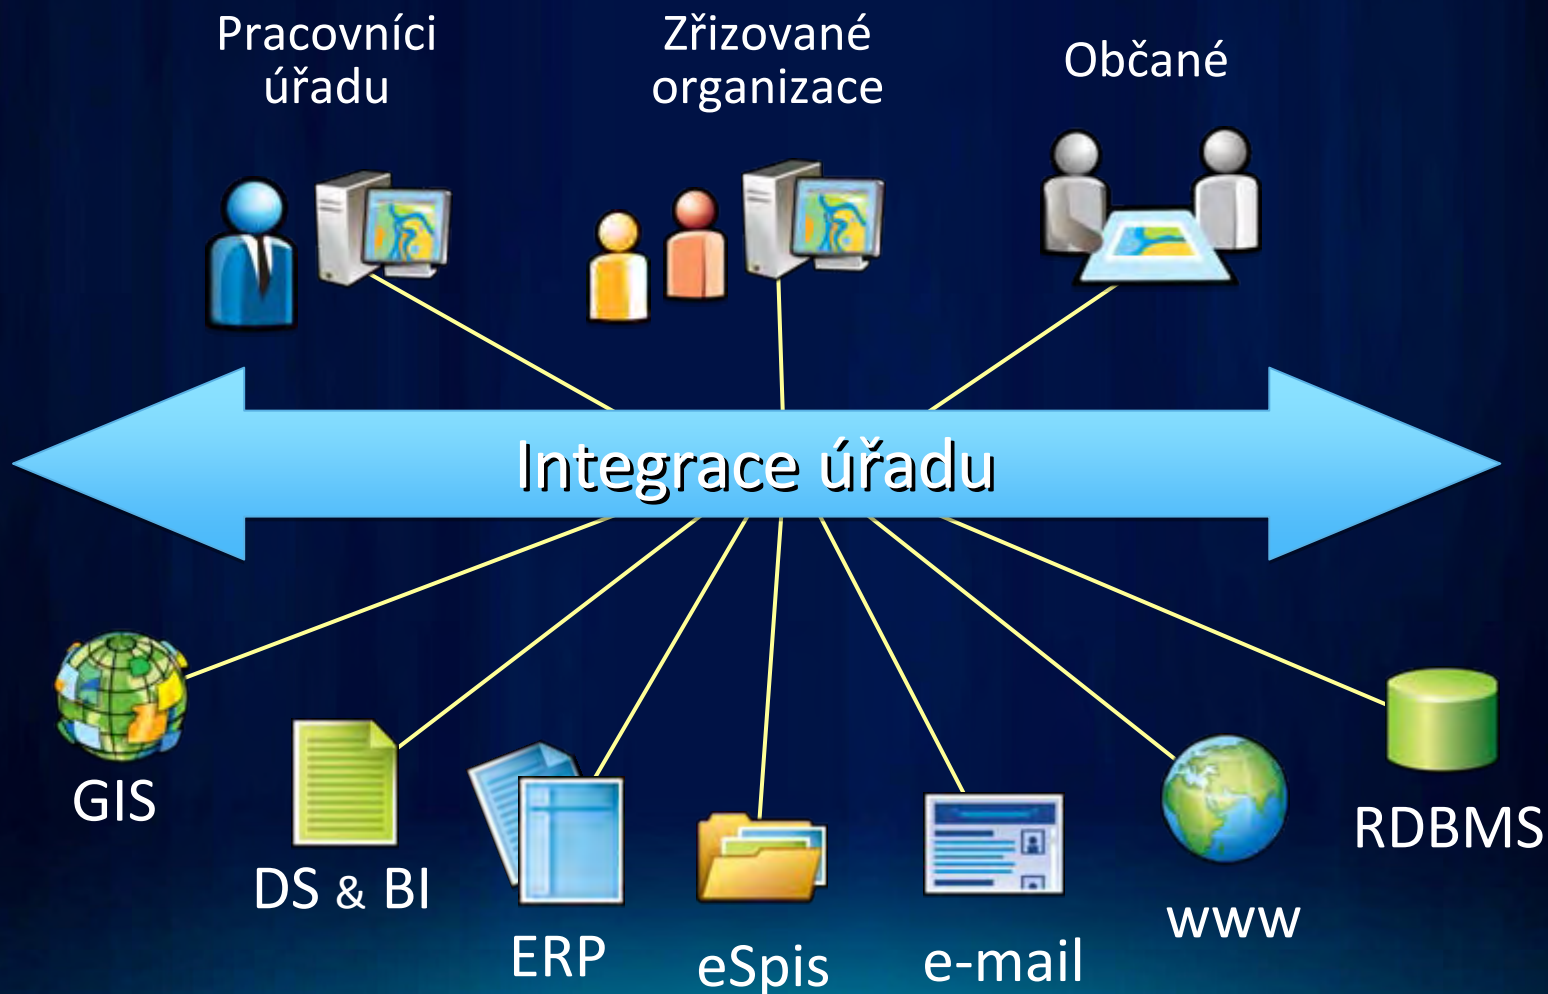 Pracovníci
úřadu
Zřizované
organizace
Občané
Integrace úřadu
GIS
DS & BI
ERP
eSpis
e-mail
www
RDBMS